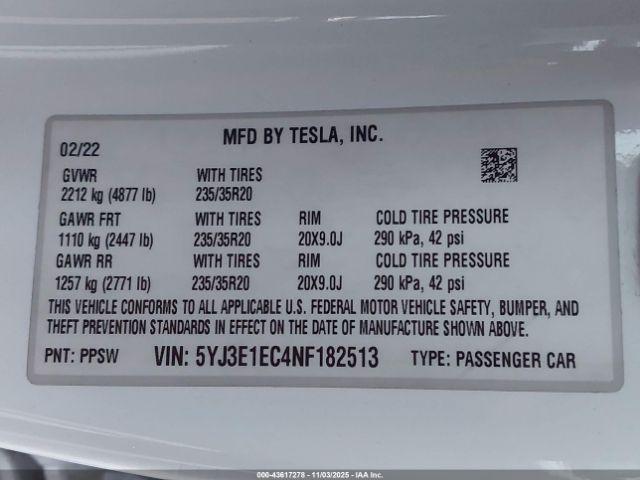 MFD BY TESLA, INC.
02/22
GVWR WITH TIRES
2212 kg (4877 lb) 235/35R20
GAWR FRT WITH TIRES RIM COLD TIRE PRESSURE
1110 kg (2447 lb) 235/35R20 20X9.0J 290 kPa, 42 psi
GAWR RR WITH TIRES RIM COLD TIRE PRESSURE
1257 kg (2771 lb) 235/35R20 20X9.0J 290 kPa, 42 psi
THIS VEHICLE CONFORMS TO ALL APPLICABLE U.S. FEDERAL MOTOR VEHICLE SAFETY, BUMPER, AND
THEFT PREVENTION STANDARDS IN EFFECT ON THE DATE OF MANUFACTURE SHOWN ABOVE.
PNT: PPSW VIN: 5YJ3E1EC4NF182513 TYPE: PASSENGER CAR
000-43617278 - 11/03/2025 - IAA Inc.